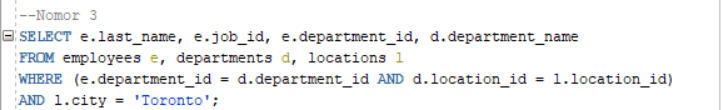 --Nomor 3
SELECT e.last_name, e.job_id, e.department_id, d.department_name
FROM employees e, departments d, locations l
WHERE (e.department_id = d.department_id AND d.location_id = l.location_id)
AND l.city = 'Toronto';